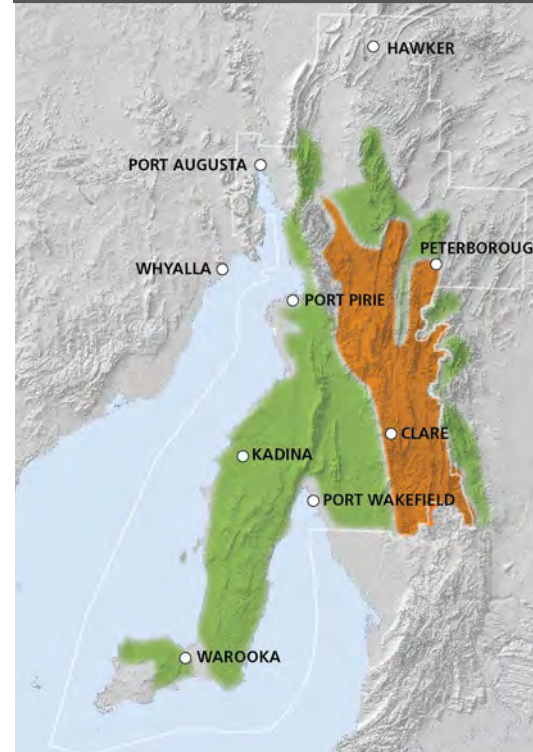 HAWKER
PORT AUGUSTA
PETERBOROUG
WHYALLA
PORT PIRIE
CLARE
KADINA
PORT WAKEFIELD
WAROOKA